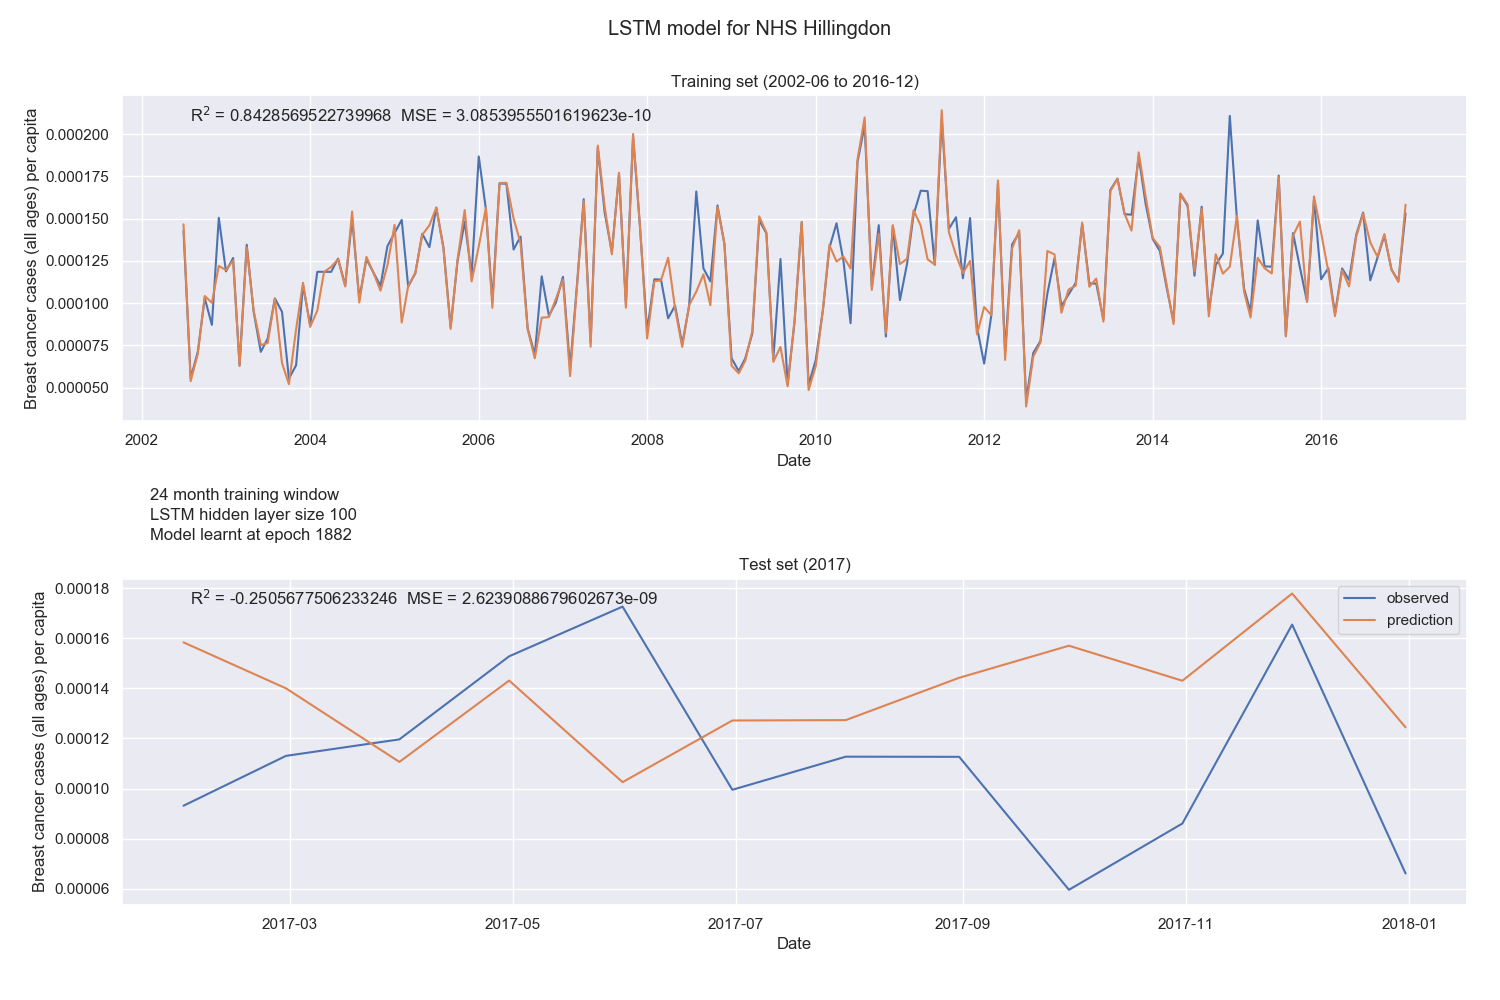 LSTM model for NHS Hillingdon
Training set (2002-06 to 2016-12)
R² = 0.8428569522739968 MSE = 3.0853955501619623e-10
Breast cancer cases (all ages) per capita
0.000200
0.000175
0.000150
0.000125
0.000100
0.000075
0.000050
2002 2004 2006 2008 2010 2012 2014 2016
Date
24 month training window
LSTM hidden layer size 100
Model learnt at epoch 1882
Test set (2017)
R² = -0.2505677506233246 MSE = 2.6239088679602673e-09
observed
prediction
Breast cancer cases (all ages) per capita
0.00018
0.00016
0.00014
0.00012
0.00010
0.00008
0.00006
2017-03 2017-05 2017-07 2017-09 2017-11 2018-01
Date